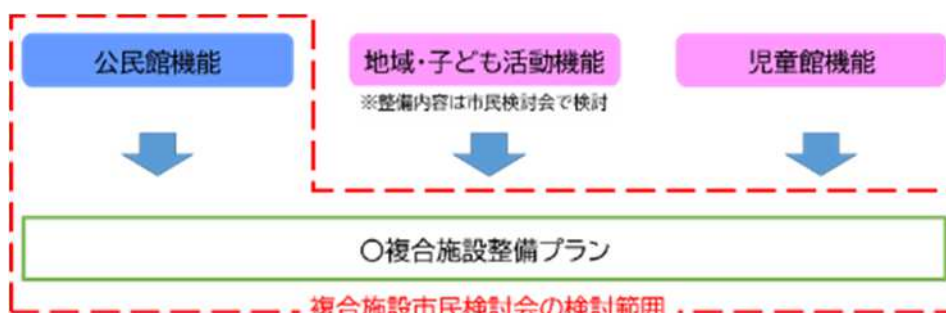 公民館機能
地域・子ども活動機能
児童館機能
※整備内容は市民検討会で検討
〇複合施設整備プラン
複合施設市民検討会の検討範囲